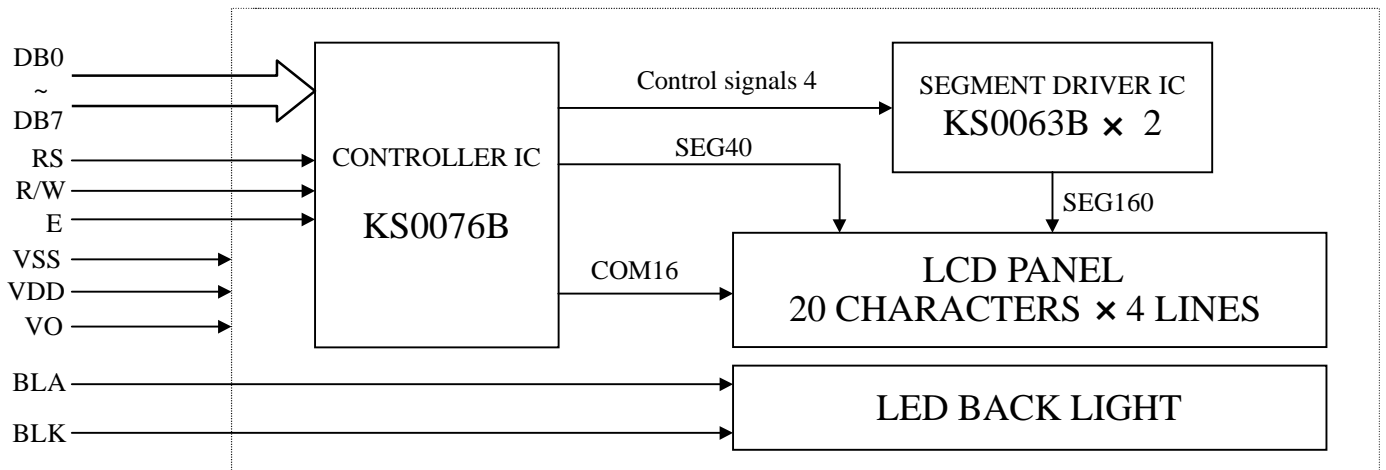 DB0
~
DB7
RS
R/W
E
VSS
VDD
VO
BLA
BLK
CONTROLLER IC
KS0076B
Control signals 4
SEG40
COM16
SEGMENT DRIVER IC
KS0063B × 2
SEG160
LCD PANEL
20 CHARACTERS × 4 LINES
LED BACK LIGHT